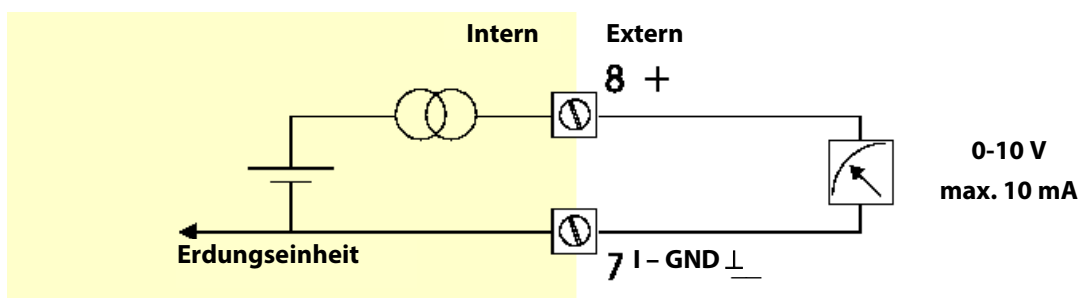 Intern
Extern
8 +
0-10 V
max. 10 mA
Erdungseinheit
7 I – GND ⊥